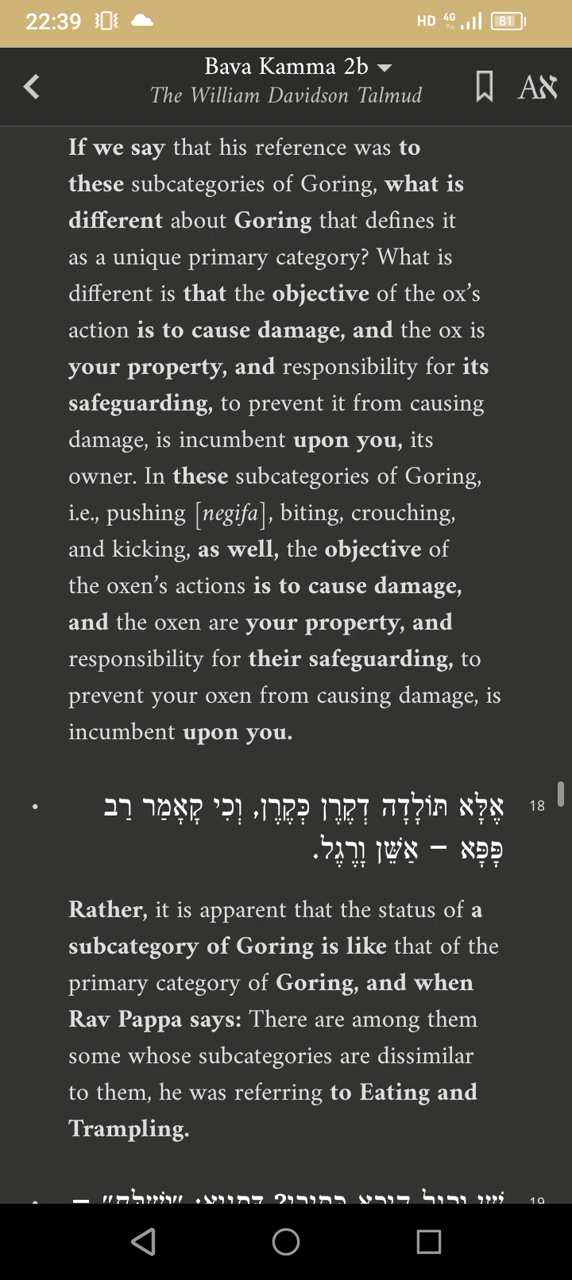 22:39 HD 4G 81
Bava Kamma 2b
The William Davidson Talmud
Aא
If we say that his reference was to
these subcategories of Goring, what is
different about Goring that defines it
as a unique primary category? What is
different is that the objective of the ox’s
action is to cause damage, and the ox is
your property, and responsibility for its
safeguarding, to prevent it from causing
damage, is incumbent upon you, its
owner. In these subcategories of Goring,
i.e., pushing [negifa], biting, crouching,
and kicking, as well, the objective of
the oxen’s actions is to cause damage,
and the oxen are your property, and
responsibility for their safeguarding, to
prevent your oxen from causing damage, is
incumbent upon you.
18
אֶלָּא תּוֹלָדָה דְקֶרֶן כְּקֶרֶן, וְכִי קָאָמַר רַב
פָּפָּא – אַשֵּׁן וָרֶגֶל.
Rather, it is apparent that the status of a
subcategory of Goring is like that of the
primary category of Goring, and when
Rav Pappa says: There are among them
some whose subcategories are dissimilar
to them, he was referring to Eating and
Trampling.
19